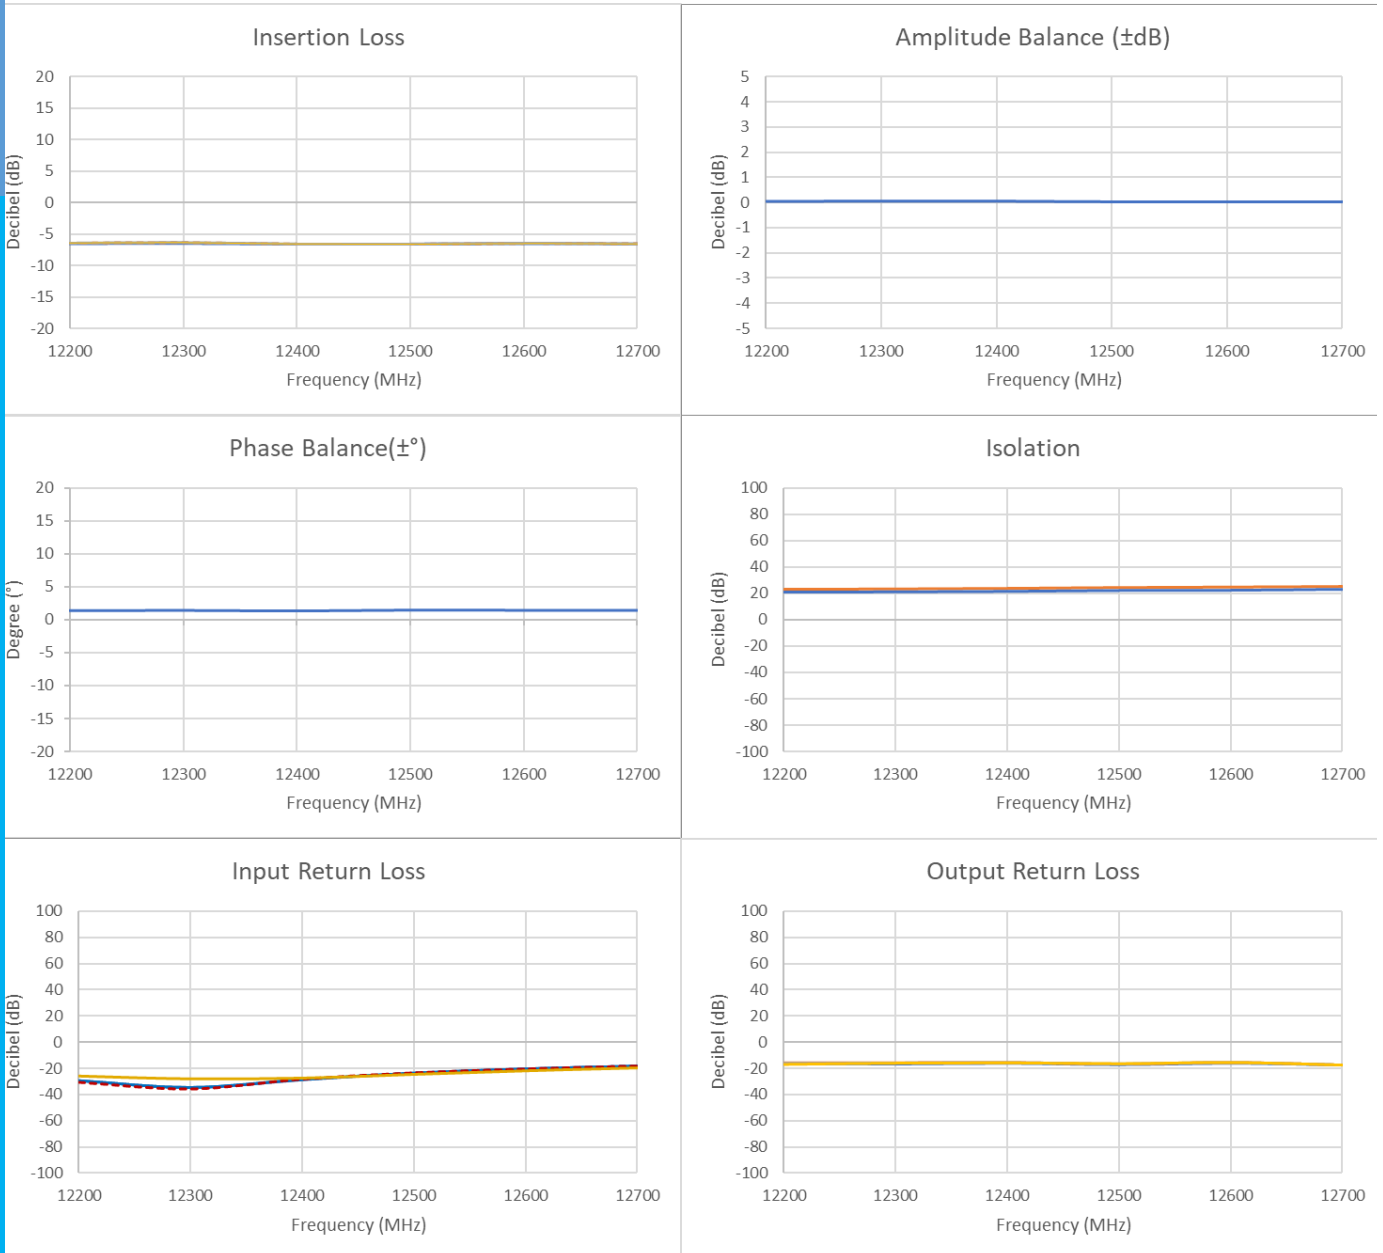 Insertion Loss
20
15
10
5
0
-5
-10
-15
-20
Decibel (dB)
12200 12300 12400 12500 12600 12700
Frequency (MHz)
Amplitude Balance (±dB)
5
4
3
2
1
0
-1
-2
-3
-4
-5
Decibel (dB)
12200 12300 12400 12500 12600 12700
Frequency (MHz)
Phase Balance(±°)
20
15
10
5
0
-5
-10
-15
-20
Degree (°)
12200 12300 12400 12500 12600 12700
Frequency (MHz)
Isolation
100
80
60
40
20
0
-20
-40
-60
-80
-100
Decibel (dB)
12200 12300 12400 12500 12600 12700
Frequency (MHz)
Input Return Loss
100
80
60
40
20
0
-20
-40
-60
-80
-100
Decibel (dB)
12200 12300 12400 12500 12600 12700
Frequency (MHz)
Output Return Loss
100
80
60
40
20
0
-20
-40
-60
-80
-100
Decibel (dB)
12200 12300 12400 12500 12600 12700
Frequency (MHz)